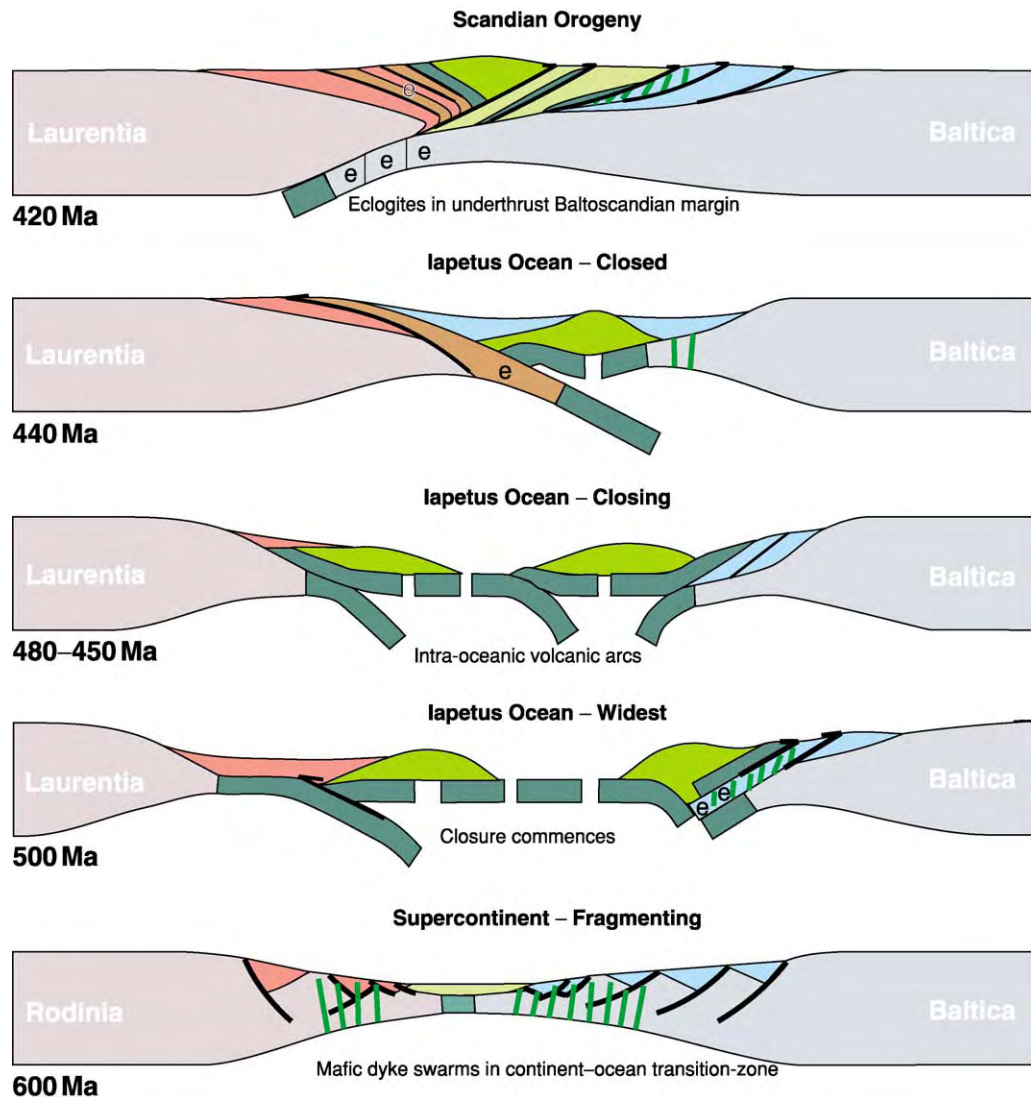 Scandian Orogeny
e
Laurentia
Baltica
e e e
Eclogites in underthrust Baltoscandian margin
420 Ma
Iapetus Ocean – Closed
Laurentia
Baltica
e
440 Ma
Iapetus Ocean – Closing
Laurentia
Baltica
480–450 Ma
Intra-oceanic volcanic arcs
Iapetus Ocean – Widest
Laurentia
Baltica
e e
Closure commences
500 Ma
Supercontinent – Fragmenting
Rodinia
Baltica
Mafic dyke swarms in continent–ocean transition-zone
600 Ma